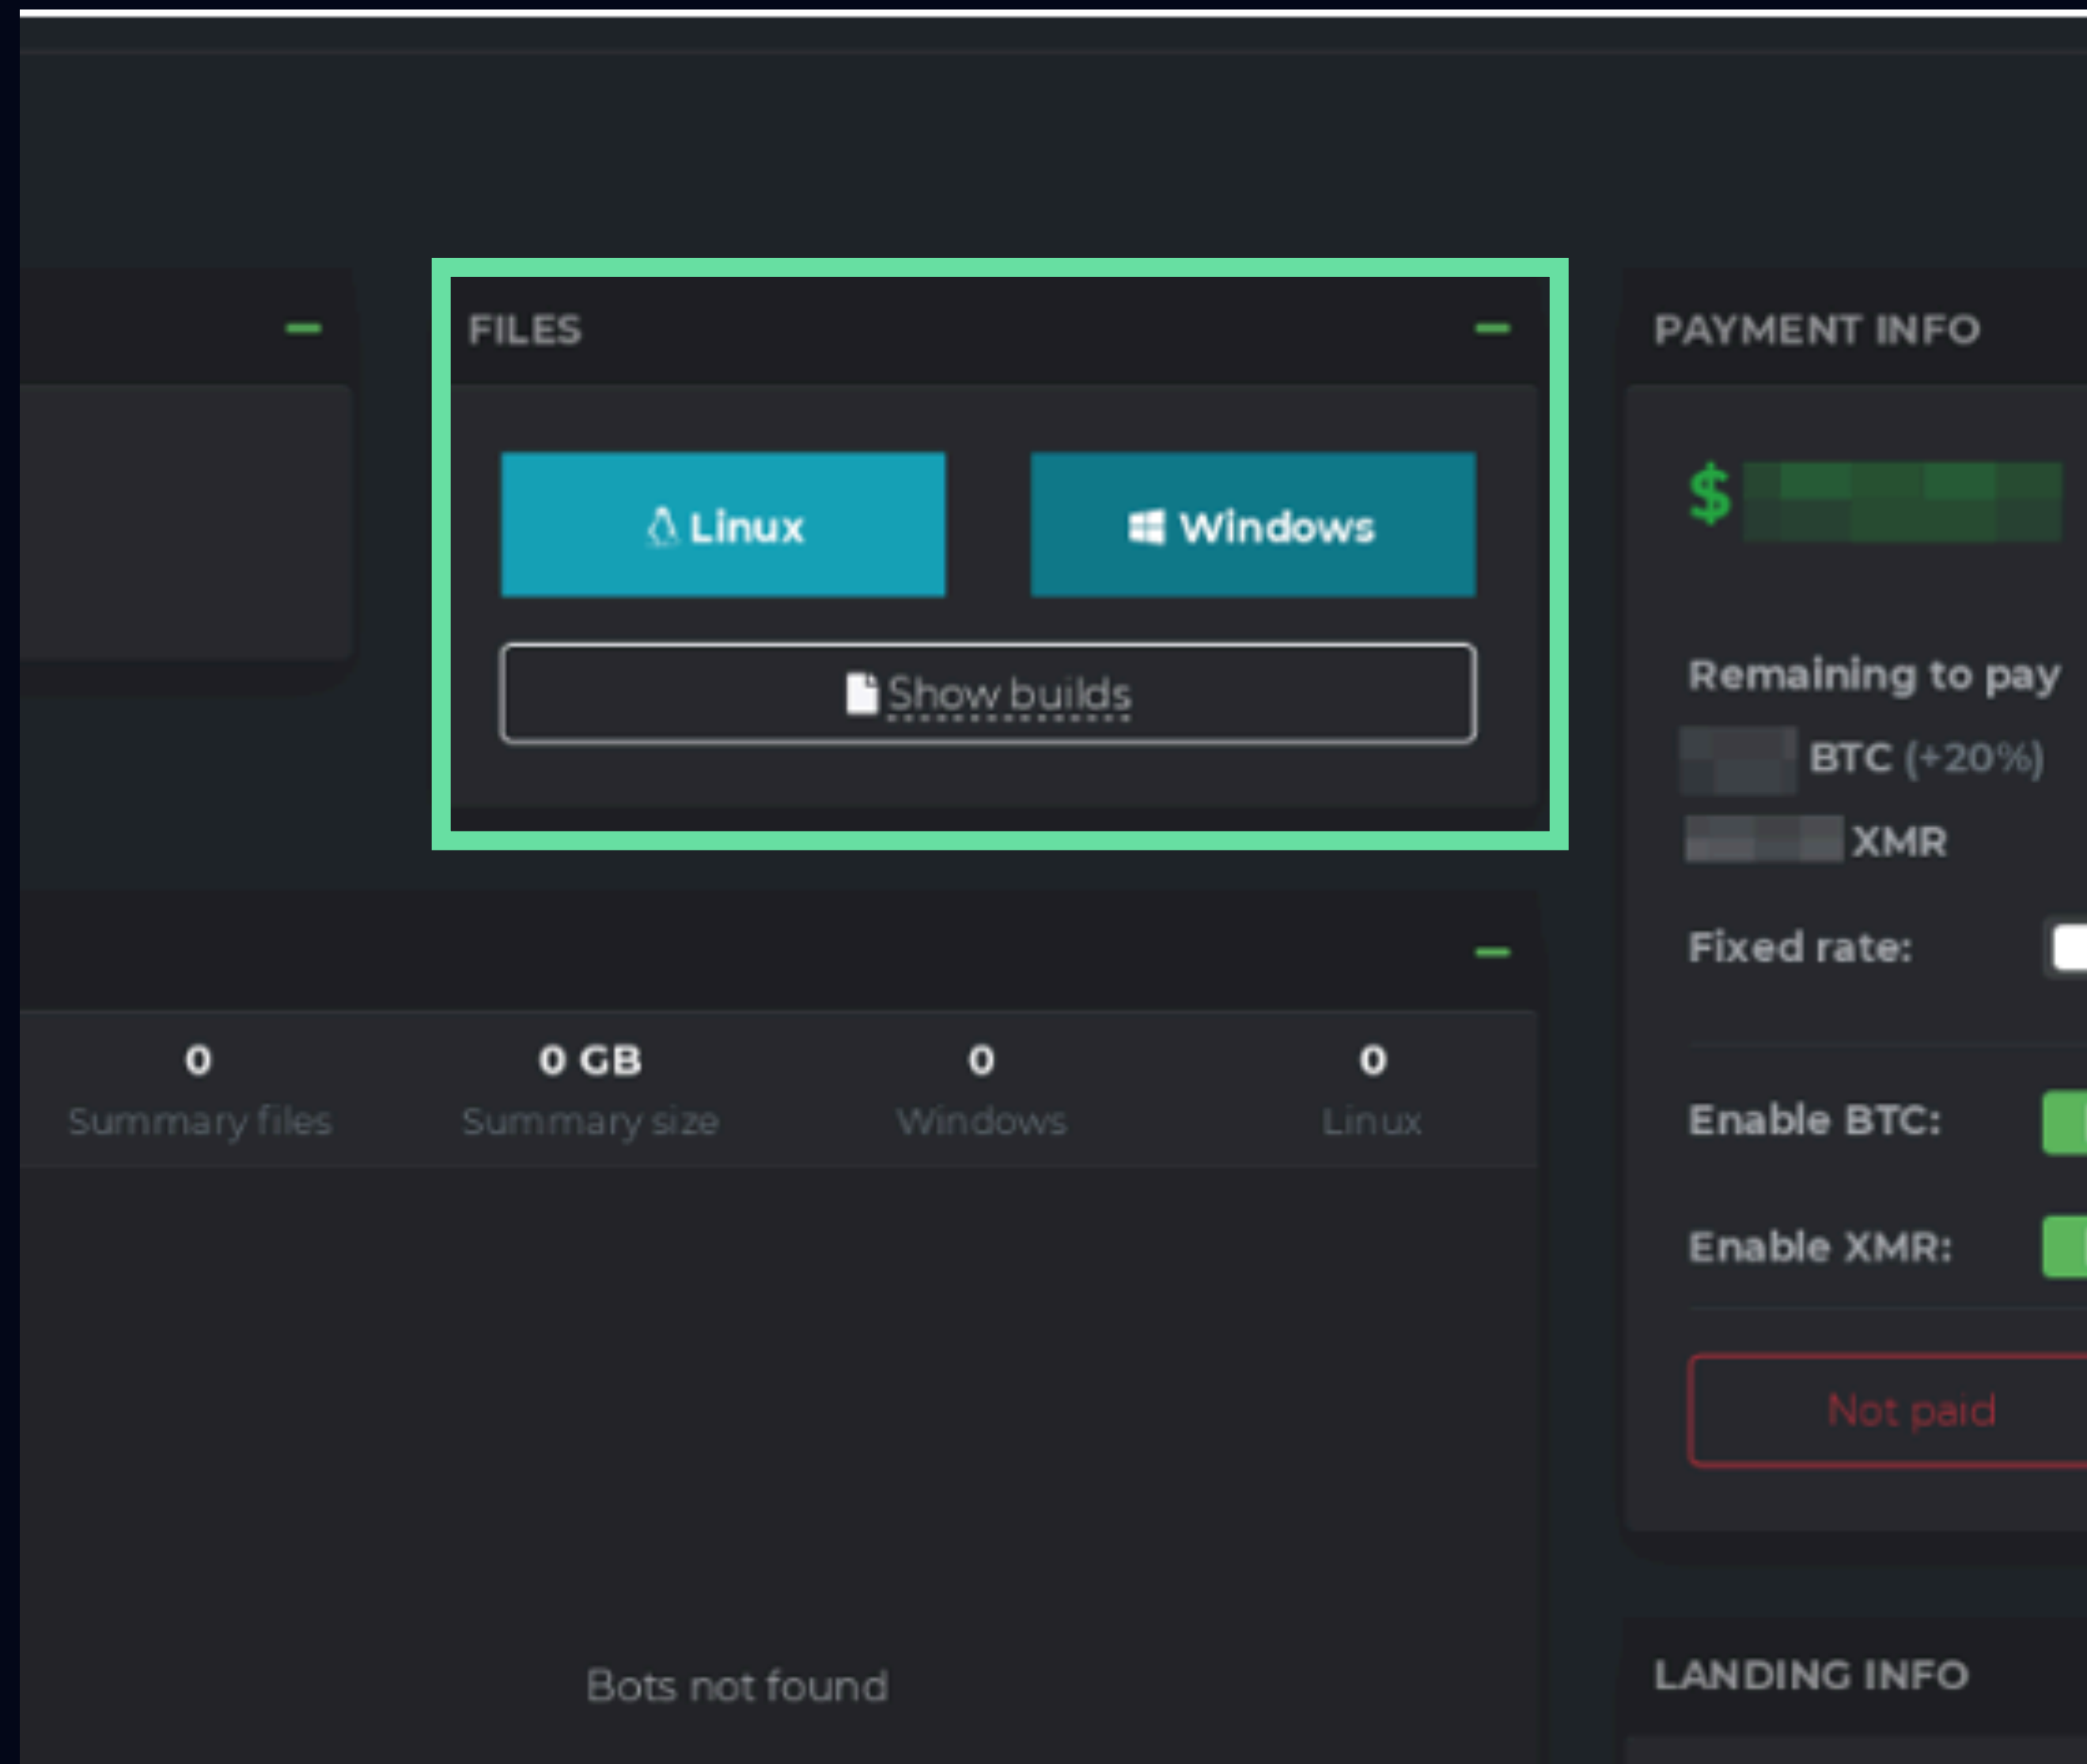 FILES
Linux
Windows
Show builds
PAYMENT INFO
$
Remaining to pay
BTC (+20%)
XMR
Fixed rate:
Enable BTC:
Enable XMR:
Not paid
0
Summary files
0 GB
Summary size
0
Windows
0
Linux
Bots not found
LANDING INFO